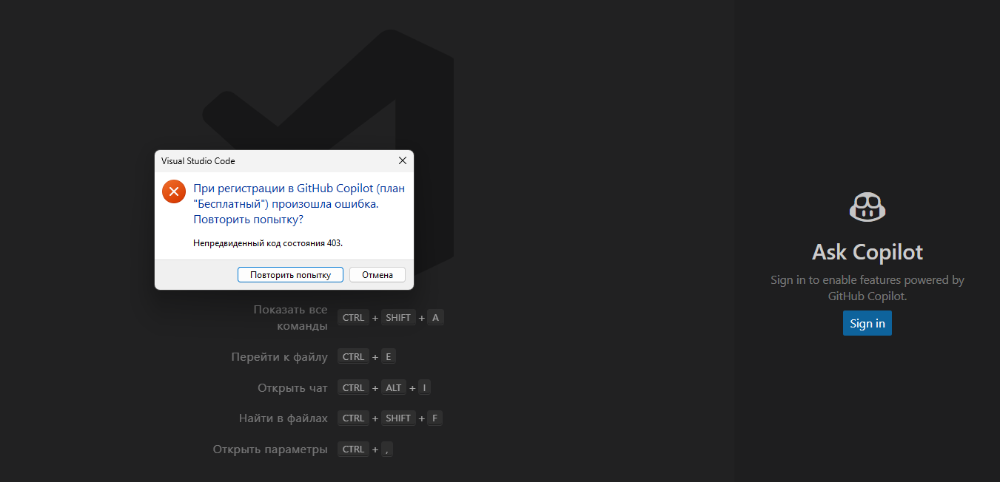 Visual Studio Code
При регистрации в GitHub Copilot (план
"Бесплатный") произошла ошибка.
Повторить попытку?
Непредвиденный код состояния 403.
Повторить попытку
Отмена
Показать все
команды
CTRL + SHIFT + A
Перейти к файлу CTRL + E
Открыть чат CTRL + ALT + I
Найти в файлах CTRL + SHIFT + F
Открыть параметры CTRL + ,
Ask Copilot
Sign in to enable features powered by
GitHub Copilot.
Sign in